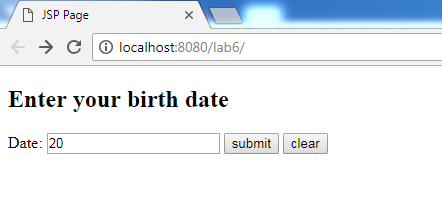 JSP Page
localhost:8080/lab6/
Enter your birth date
Date: 20 submit clear